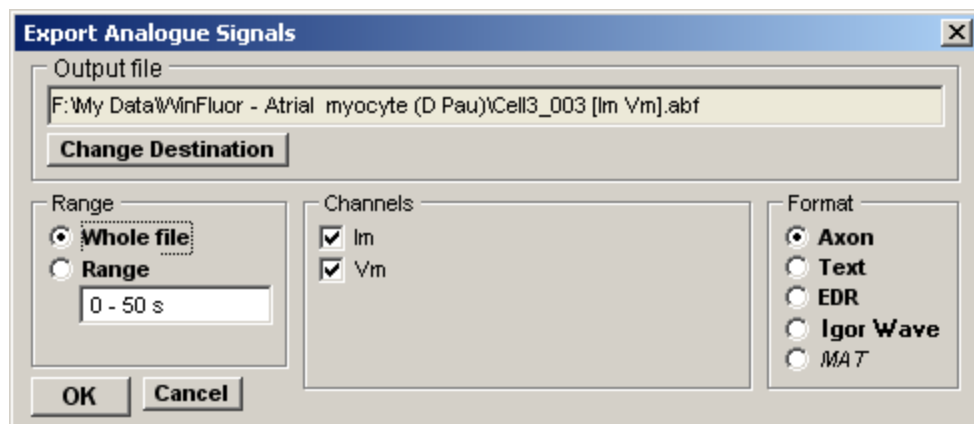 Export Analogue Signals
Output file
F:\My Data\WinFluor - Atrial  myocyte (D Pau)\Cell3_003 [Im Vm].abf
Change Destination
Range
Whole file
Range
0 - 50 s
Channels
Im
Vm
Format
Axon
Text
EDR
Igor Wave
MAT
OK
Cancel